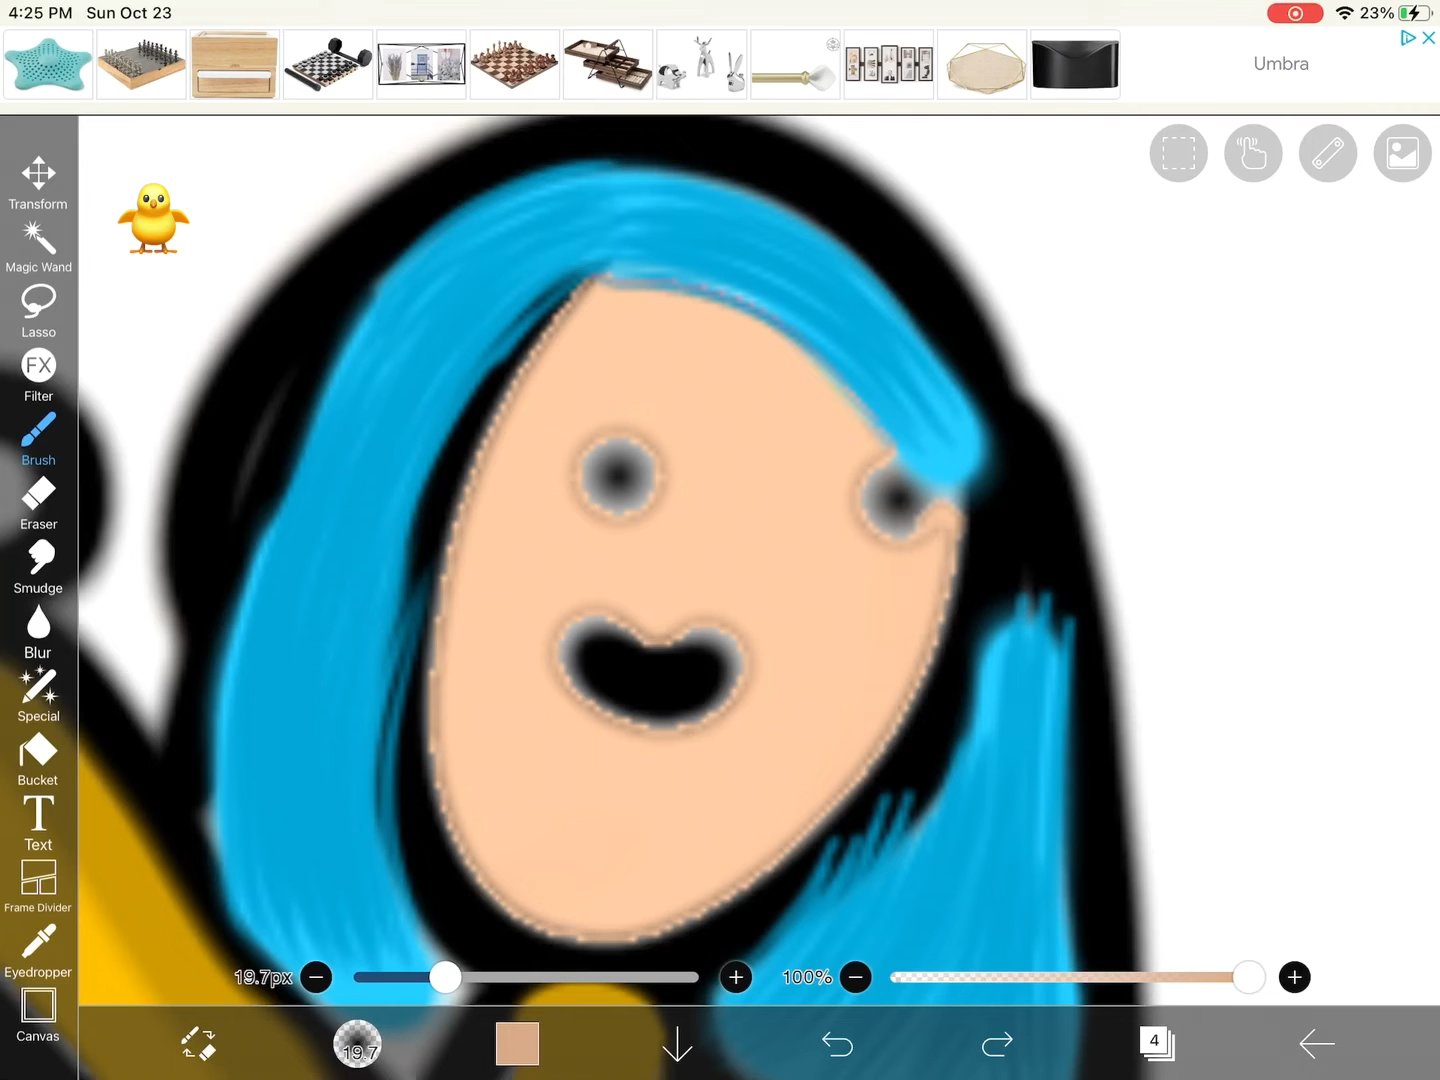 4:25 PM Sun Oct 23
23%
Umbra
Transform
Magic Wand
Lasso
FX
Filter
Brush
Eraser
Smudge
Blur
Special
Bucket
T
Text
Frame Divider
Eyedropper
Canvas
19.7px
100%
19.7
4